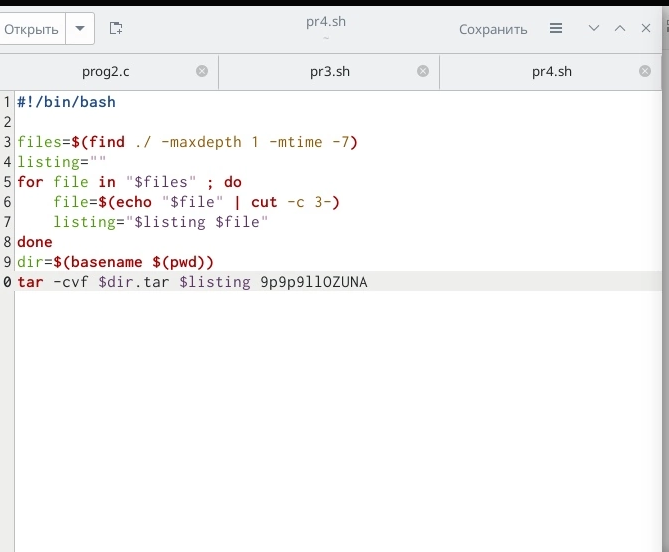 Открыть
pr4.sh
~
Сохранить
prog2.c
pr3.sh
pr4.sh
1 #!/bin/bash
2
3 files=$(find ./ -maxdepth 1 -mtime -7)
4 listing=""
5 for file in "$files" ; do
6     file=$(echo "$file" | cut -c 3-)
7     listing="$listing $file"
8 done
9 dir=$(basename $(pwd))
0 tar -cvf $dir.tar $listing 9p9p9llOZUNA